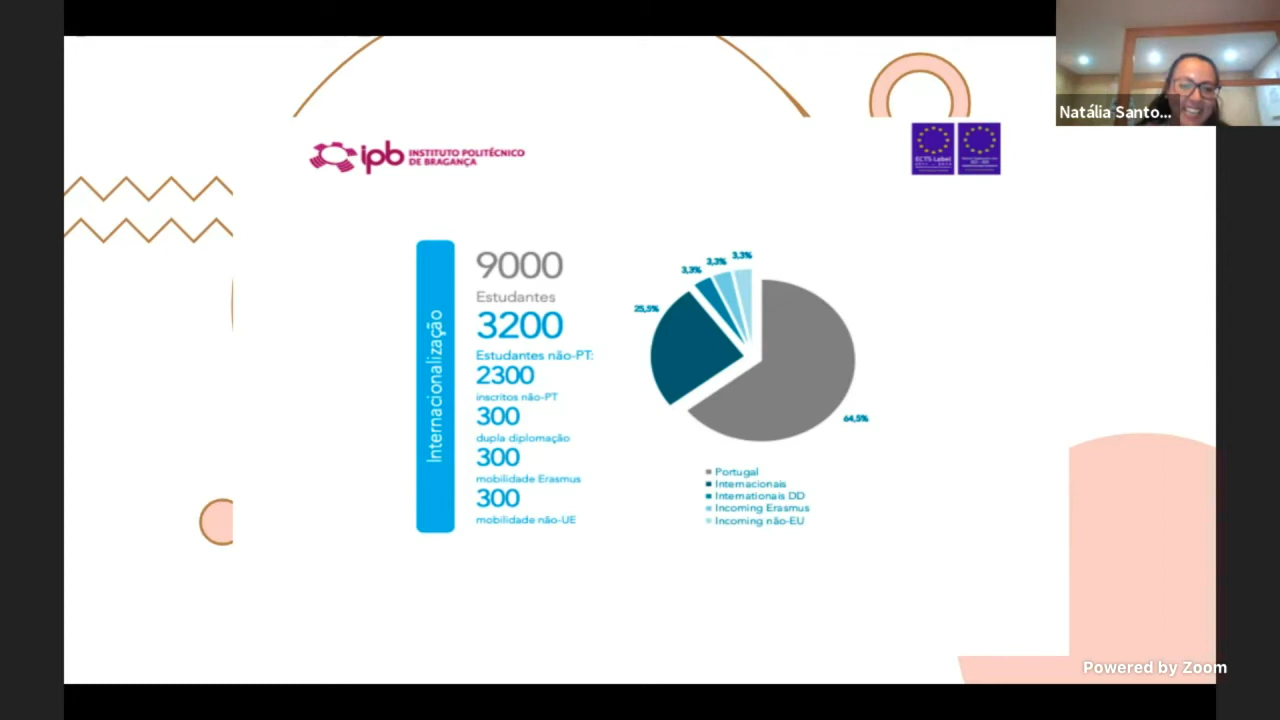 Natália Santo...
ipb INSTITUTO POLITÉCNICO
DE BRAGANÇA
ECTS Label
Internacionalização
9000
Estudantes
3200
Estudantes não-PT:
2300
inscritos não-PT
300
dupla diplomação
300
mobilidade Erasmus
300
mobilidade não-UE
3,3%
3,3%
3,3%
25,5%
64,5%
Portugal
Internacionais
Internationais DD
Incoming Erasmus
Incoming não-EU
Powered by Zoom